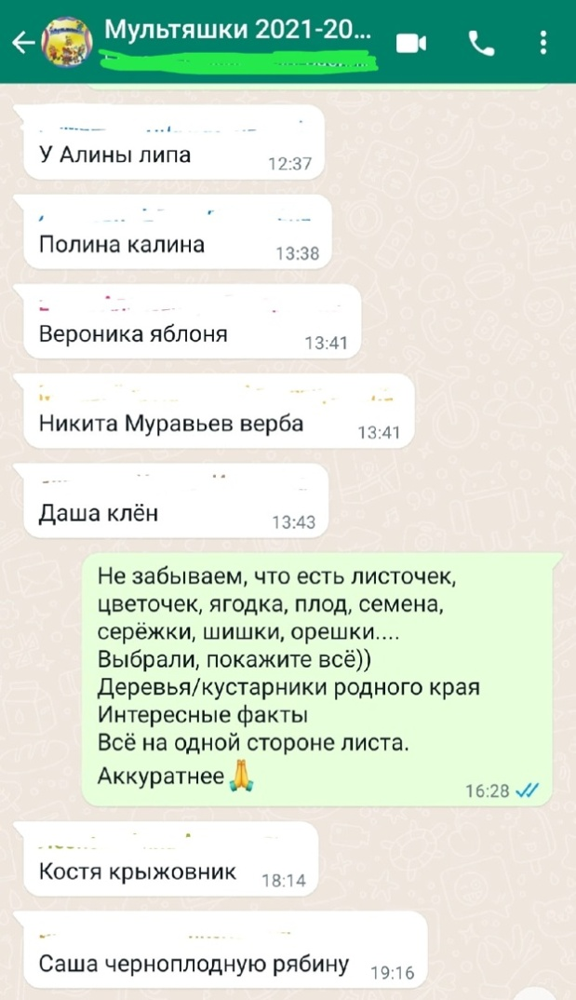 Мультяшки 2021-20...
У Алины липа
12:37
Полина калина
13:38
Вероника яблоня
13:41
Никита Муравьев верба
13:41
Даша клён
13:43
Не забываем, что есть листочек,
цветочек, ягодка, плод, семена,
серёжки, шишки, орешки....
Выбрали, покажите всё))
Деревья/кустарники родного края
Интересные факты
Всё на одной стороне листа.
Аккуратнее🙏
16:28
Костя крыжовник
18:14
Саша черноплодную рябину
19:16